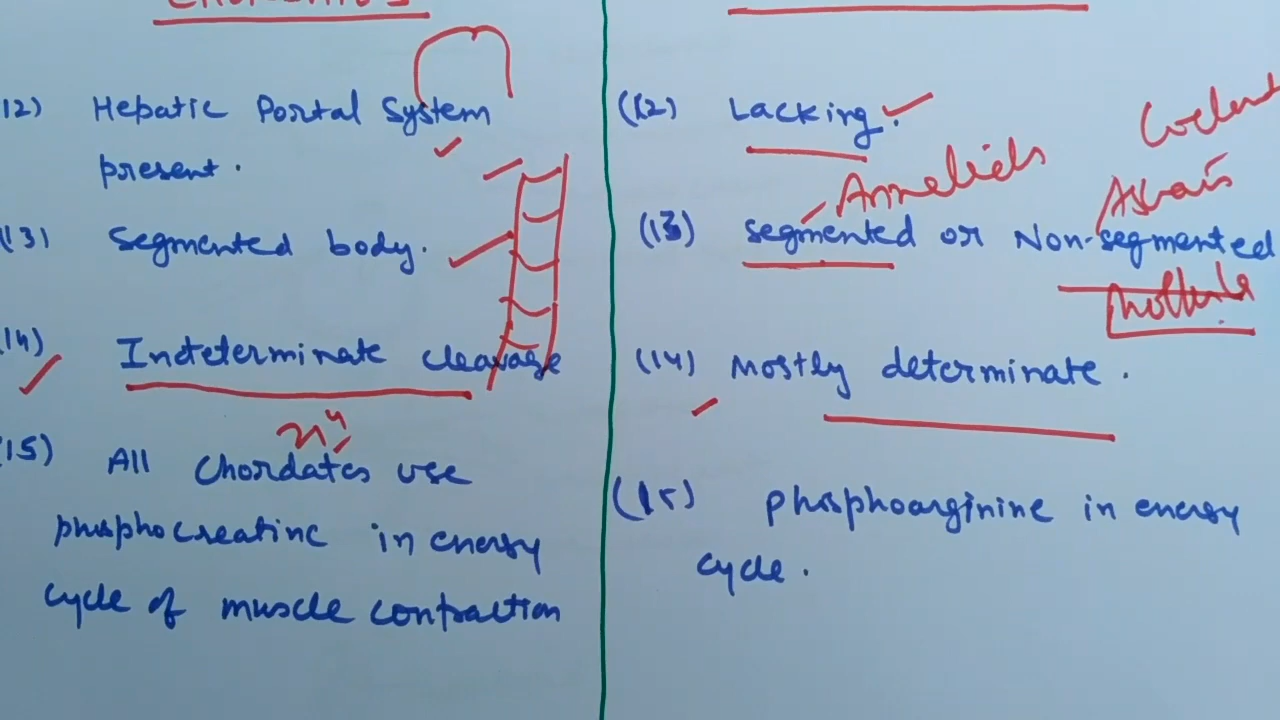 12) Hepatic Portal System
present.
(13) Segmented body.
(14) Indeterminate cleavage
(15) All Chordates use
phosphocreatine in energy
cycle of muscle contraction
(12) Lacking.
Annelids
(13) segmented or Non-segmented
(14) Mostly determinate.
(15) phosphoarginine in energy
cycle.